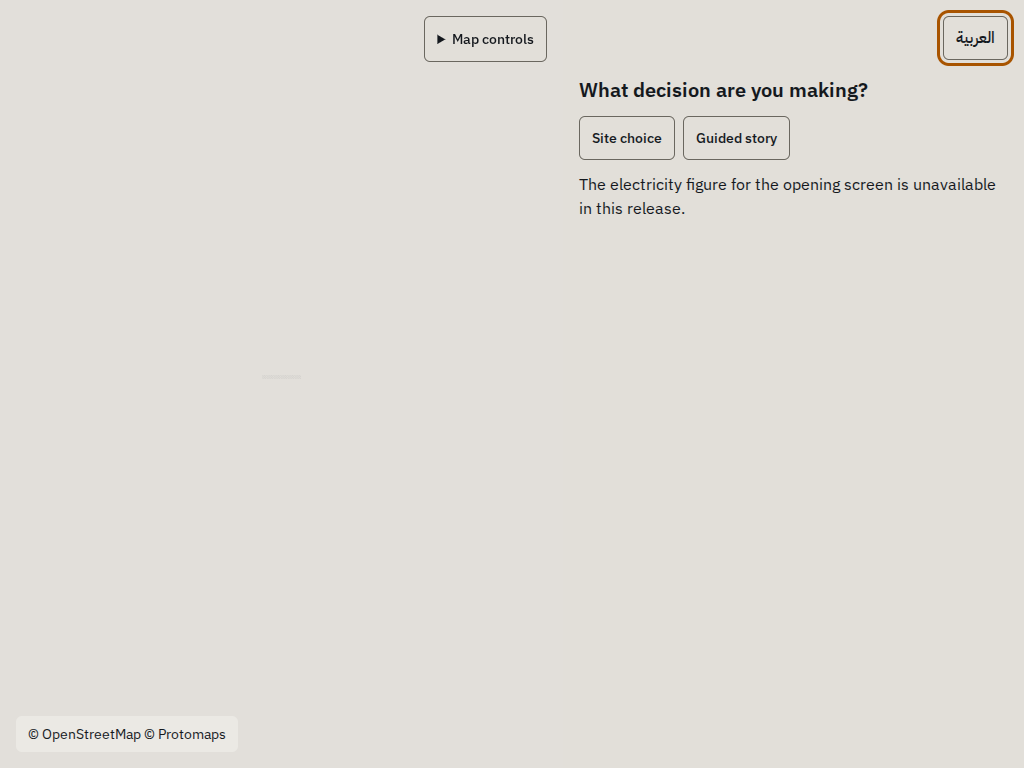 Map controls
العربية
What decision are you making?
Site choice
Guided story
The electricity figure for the opening screen is unavailable
in this release.
© OpenStreetMap © Protomaps